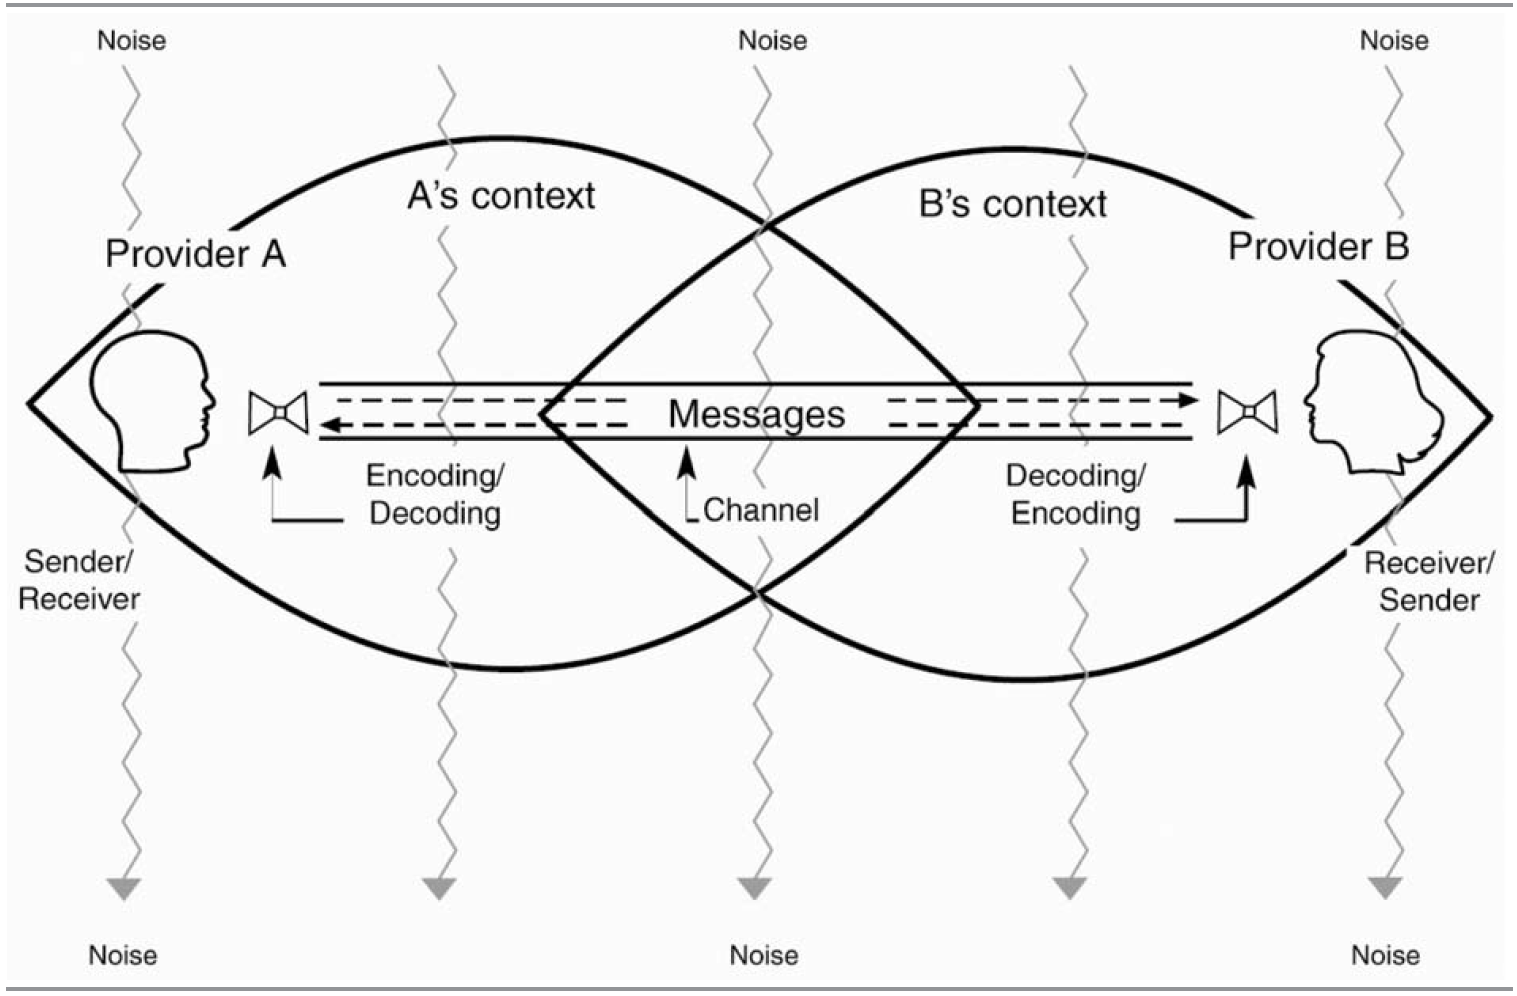 Noise
Noise
Noise
A's context
B's context
Provider A
Provider B
Messages
Encoding/
Decoding
Channel
Decoding/
Encoding
Sender/
Receiver
Receiver/
Sender
Noise
Noise
Noise